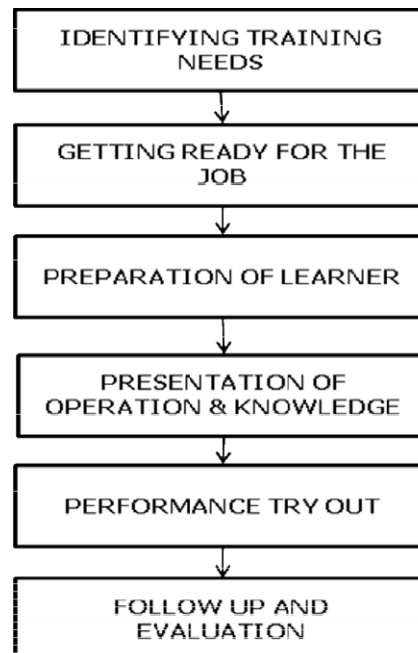 IDENTIFYING TRAINING
NEEDS
GETTING READY FOR THE
JOB
PREPARATION OF LEARNER
PRESENTATION OF
OPERATION & KNOWLEDGE
PERFORMANCE TRY OUT
FOLLOW UP AND
EVALUATION